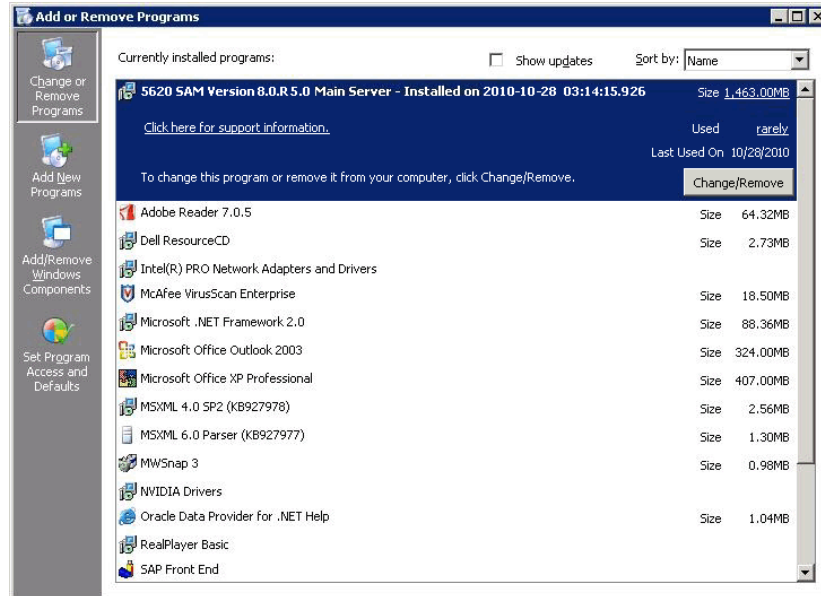 Add or Remove Programs
Change or
Remove
Programs
Add New
Programs
Add/Remove
Windows
Components
Set Program
Access and
Defaults
Currently installed programs:
Show updates
Sort by: Name
5620 SAM Version 8.0.R5.0 Main Server - Installed on 2010-10-28 03:14:15.926 Size 1,463.00MB
Click here for support information. Used rarely
Last Used On 10/28/2010
To change this program or remove it from your computer, click Change/Remove. Change/Remove
Adobe Reader 7.0.5 Size 64.32MB
Dell ResourceCD Size 2.73MB
Intel(R) PRO Network Adapters and Drivers
McAfee VirusScan Enterprise Size 18.50MB
Microsoft .NET Framework 2.0 Size 88.36MB
Microsoft Office Outlook 2003 Size 324.00MB
Microsoft Office XP Professional Size 407.00MB
MSXML 4.0 SP2 (KB927978) Size 2.56MB
MSXML 6.0 Parser (KB927977) Size 1.30MB
MWSnap 3 Size 0.98MB
NVIDIA Drivers
Oracle Data Provider for .NET Help Size 1.04MB
RealPlayer Basic
SAP Front End